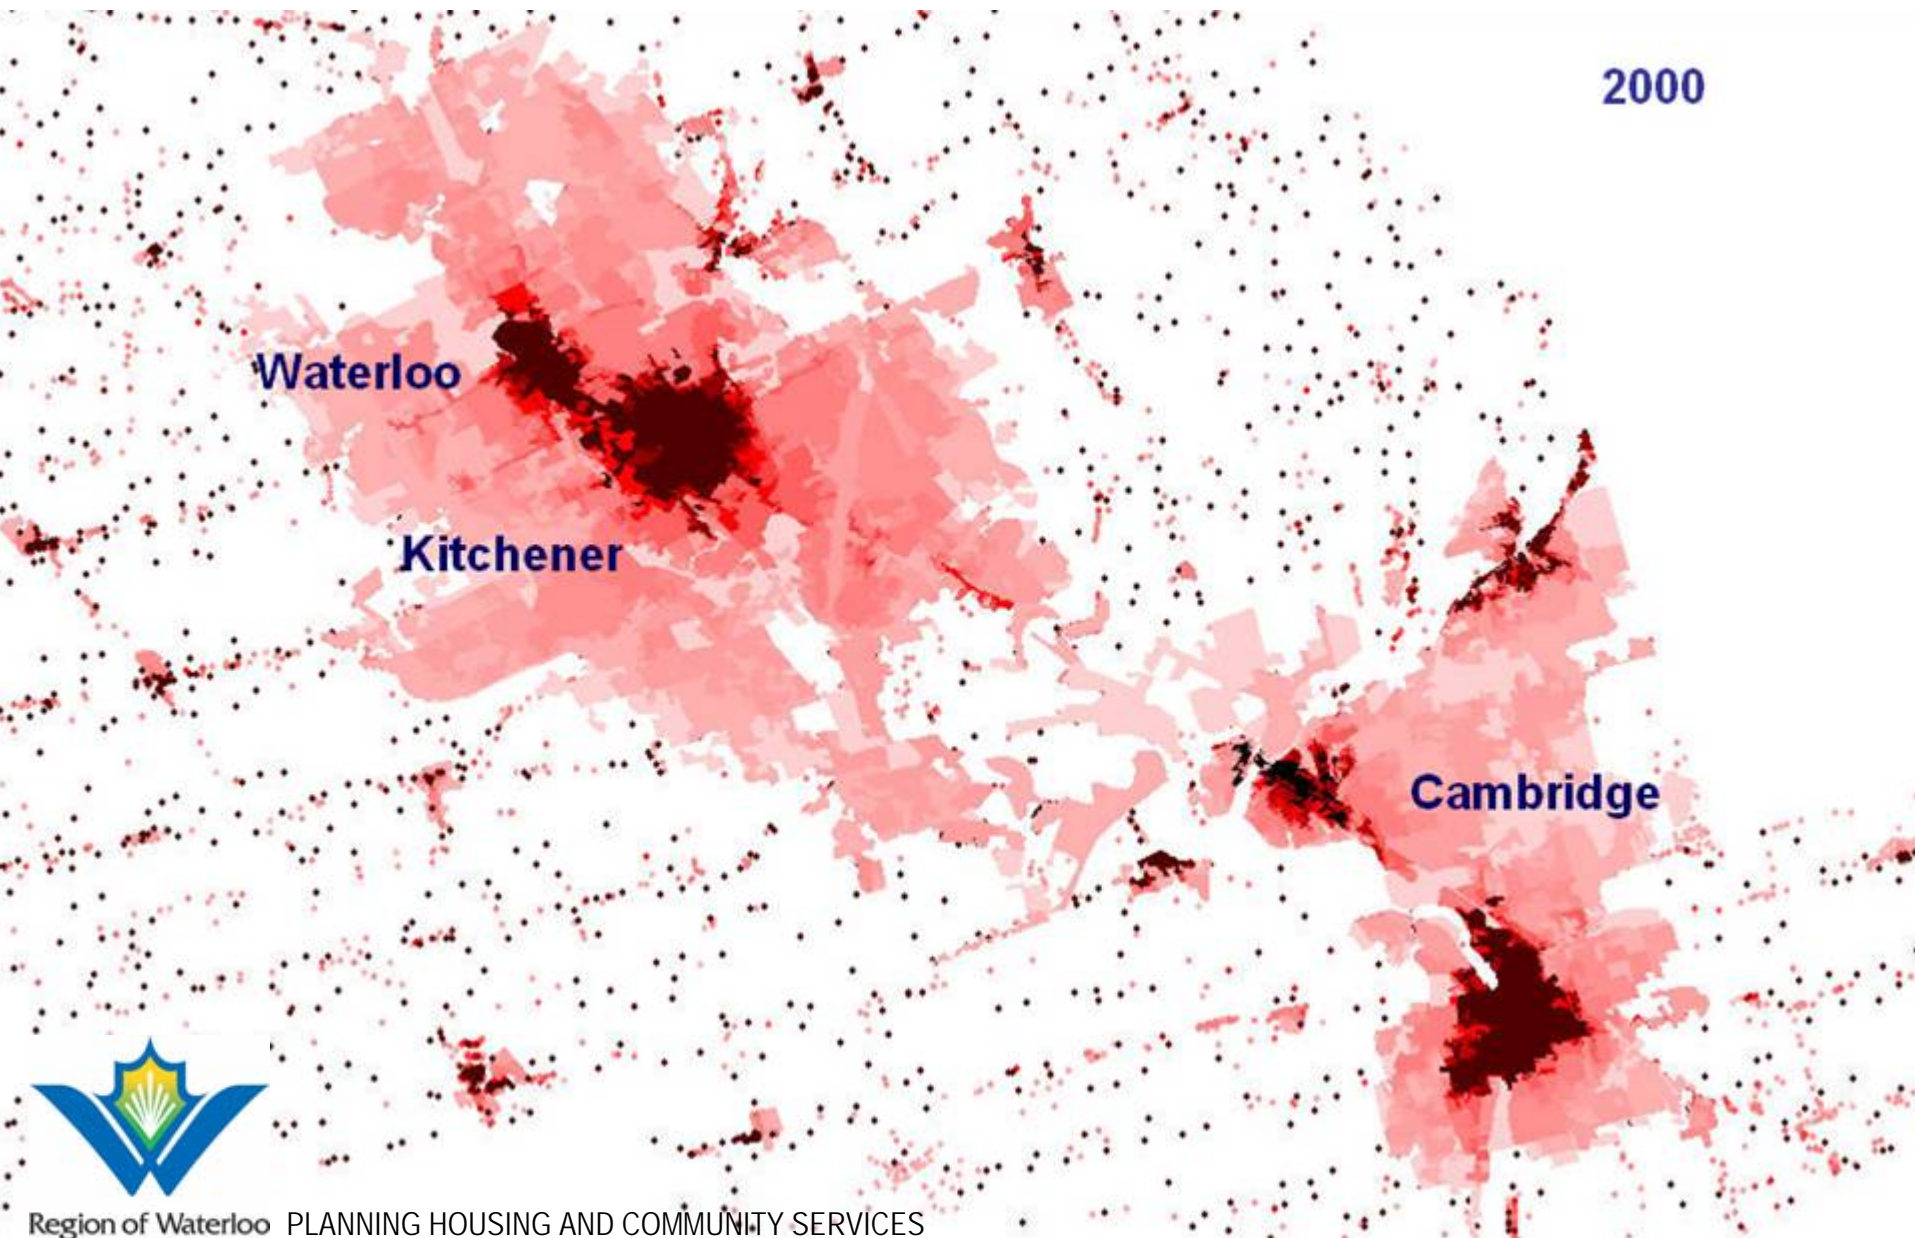 2000
Waterloo
Kitchener
Cambridge
Region of Waterloo PLANNING HOUSING AND COMMUNITY SERVICES